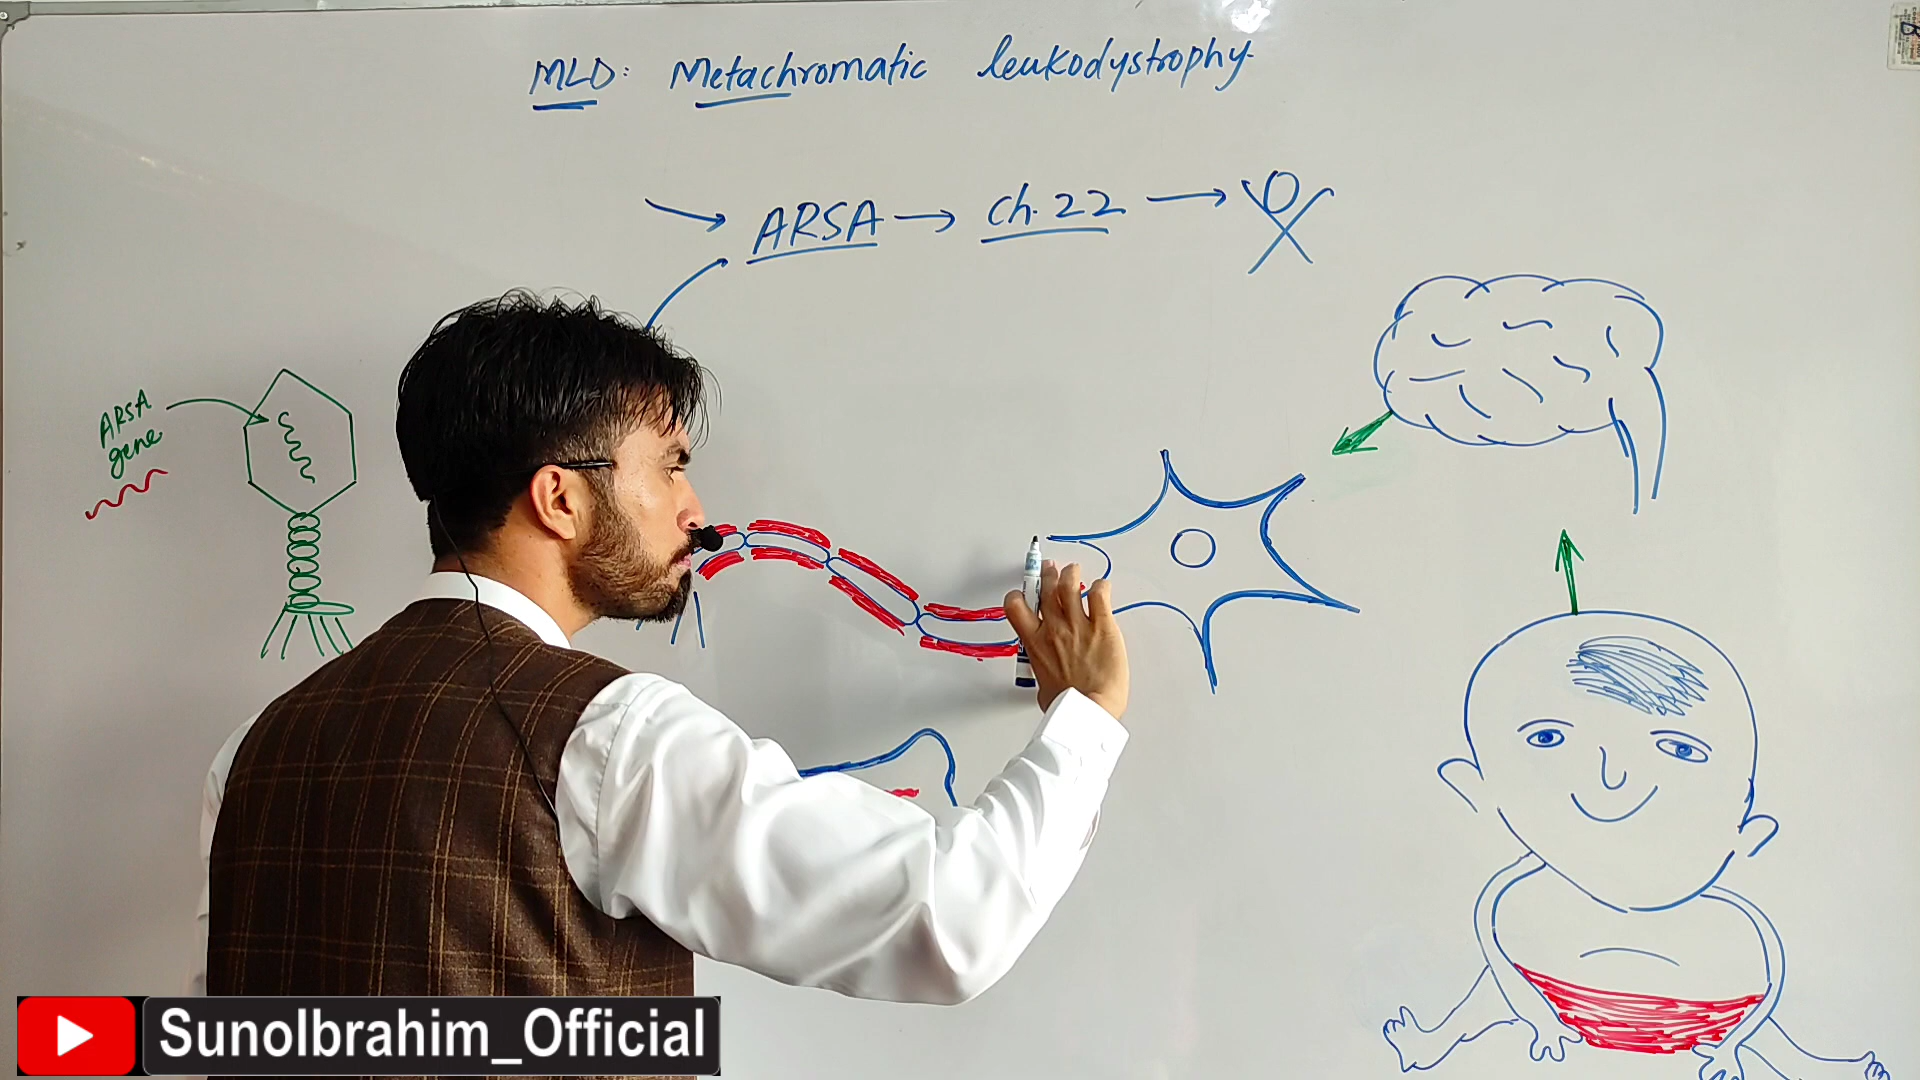 MLD: Metachromatic leukodystrophy.
ARSA → Ch. 22 →
ARSA
gene
SunoIbrahim_Official